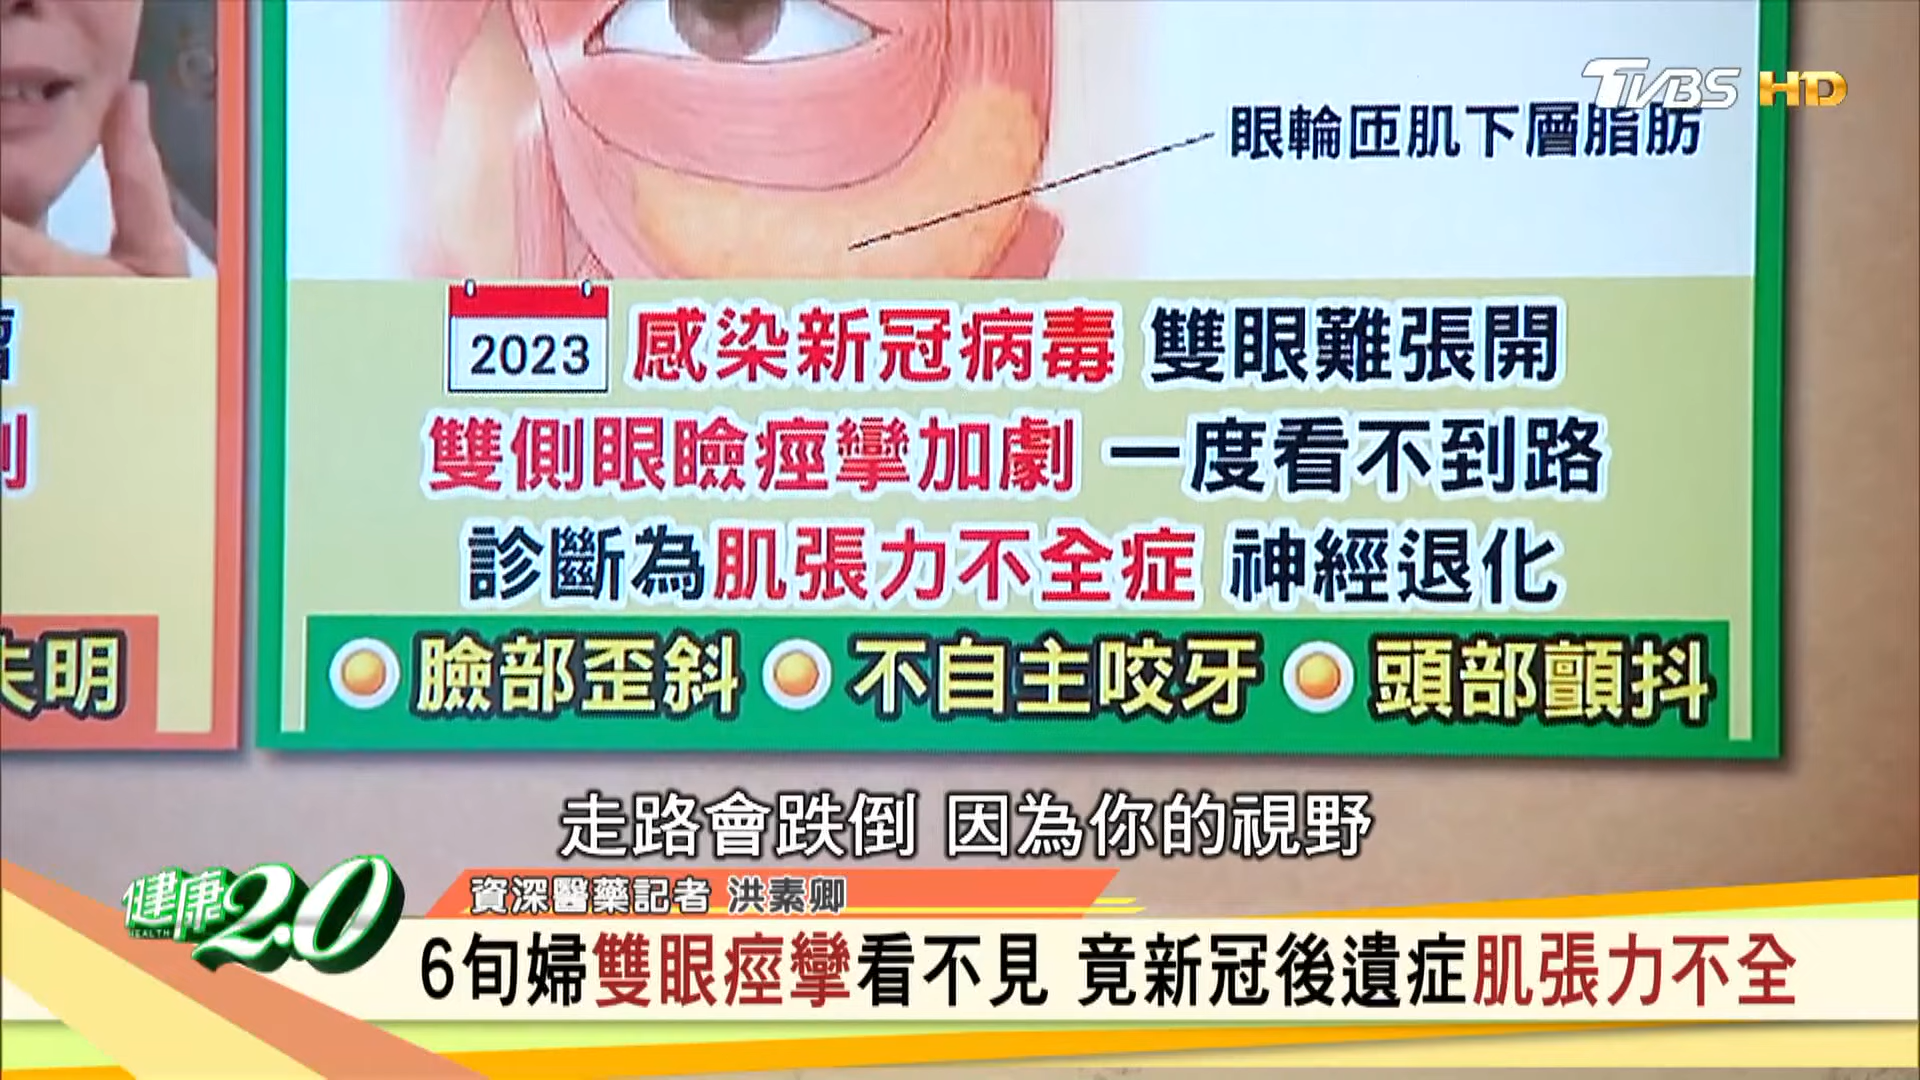 TVBS HD
眼輪匝肌下層脂肪
2023 感染新冠病毒 雙眼難張開
雙側眼瞼痙攣加劇 一度看不到路
診斷為肌張力不全症 神經退化
失明
臉部歪斜 不自主咬牙 頭部顫抖
走路會跌倒 因為你的視野
健康2.0
HEALTH
資深醫藥記者 洪素卿
6旬婦雙眼痙攣看不見 竟新冠後遺症肌張力不全